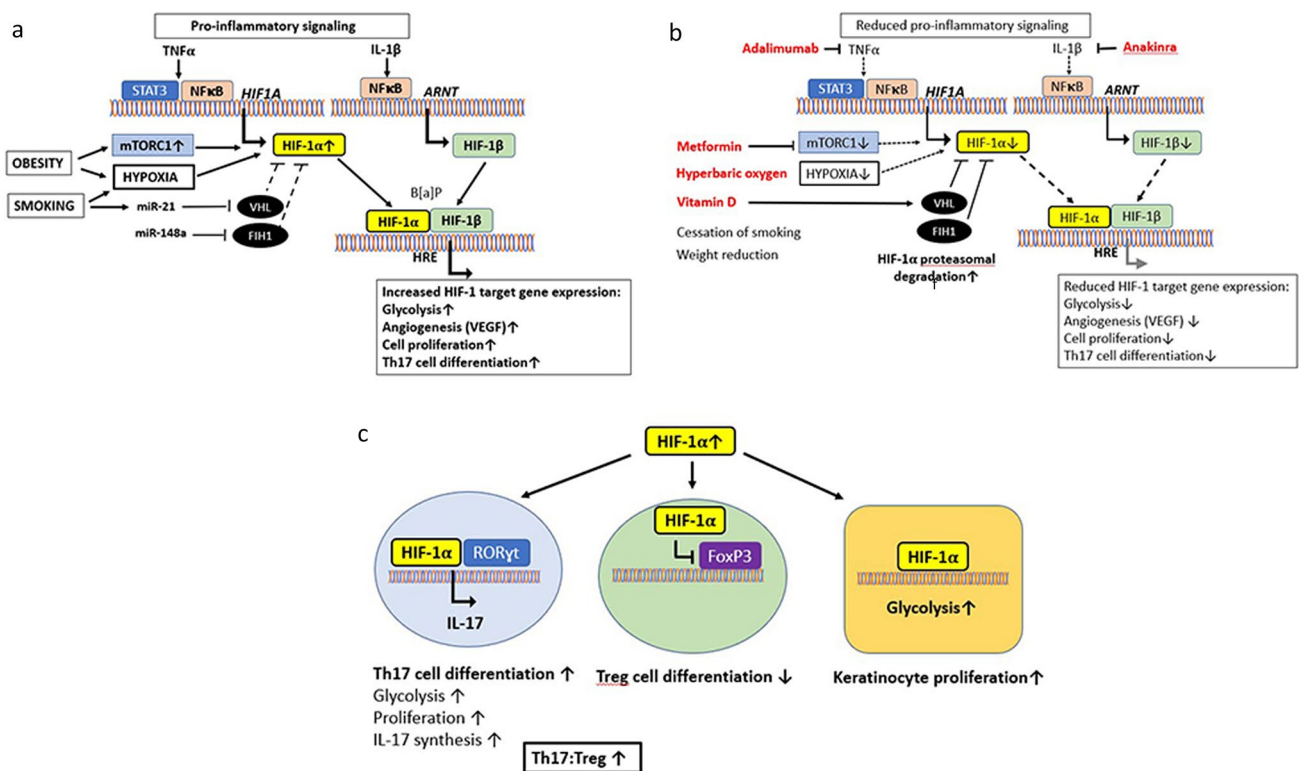 a
Pro-inflammatory signaling
TNFα
IL-1β
STAT3
NFκB
HIF1A
NFκB
ARNT
OBESITY
mTORC1↑
HIF-1α↑
HIF-1β
HYPOXIA
SMOKING
miR-21
VHL
B[a]P
miR-148a
FIH1
HIF-1α
HIF-1β
HRE
Increased HIF-1 target gene expression:
Glycolysis↑
Angiogenesis (VEGF)↑
Cell proliferation↑
Th17 cell differentiation↑
b
Reduced pro-inflammatory signaling
Adalimumab
TNFα
IL-1β
Anakinra
STAT3
NFκB
HIF1A
NFκB
ARNT
Metformin
mTORC1↓
HIF-1α↓
HIF-1β↓
Hyperbaric oxygen
HYPOXIA↓
Vitamin D
VHL
Cessation of smoking
FIH1
Weight reduction
HIF-1α proteasomal
degradation↑
HIF-1α
HIF-1β
HRE
Reduced HIF-1 target gene expression:
Glycolysis↓
Angiogenesis (VEGF) ↓
Cell proliferation↓
Th17 cell differentiation↓
c
HIF-1α↑
HIF-1α
RORγt
IL-17
Th17 cell differentiation ↑
Glycolysis ↑
Proliferation ↑
IL-17 synthesis ↑
HIF-1α
FoxP3
Treg cell differentiation ↓
HIF-1α
Glycolysis↑
Keratinocyte proliferation↑
Th17:Treg ↑